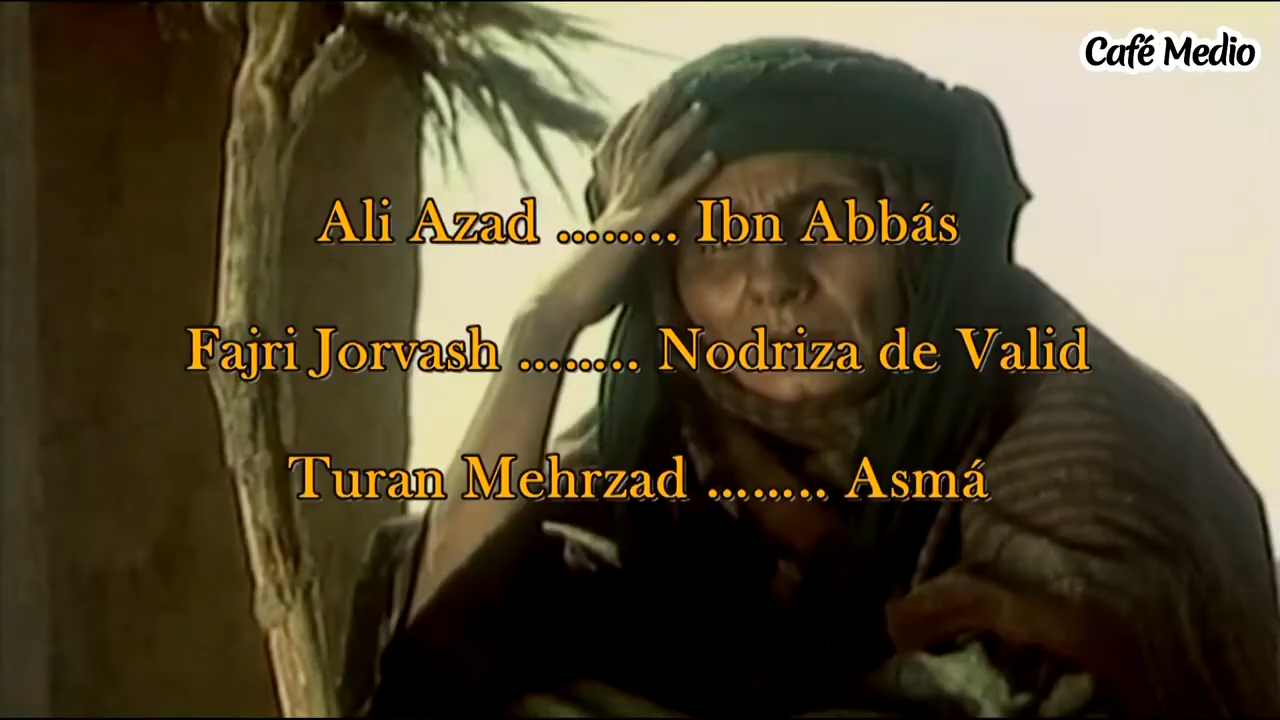 Café Medio
Ali Azad ........ Ibn Abbás
Fajri Jorvash ........ Nodriza de Valid
Turan Mehrzad ........ Asmá